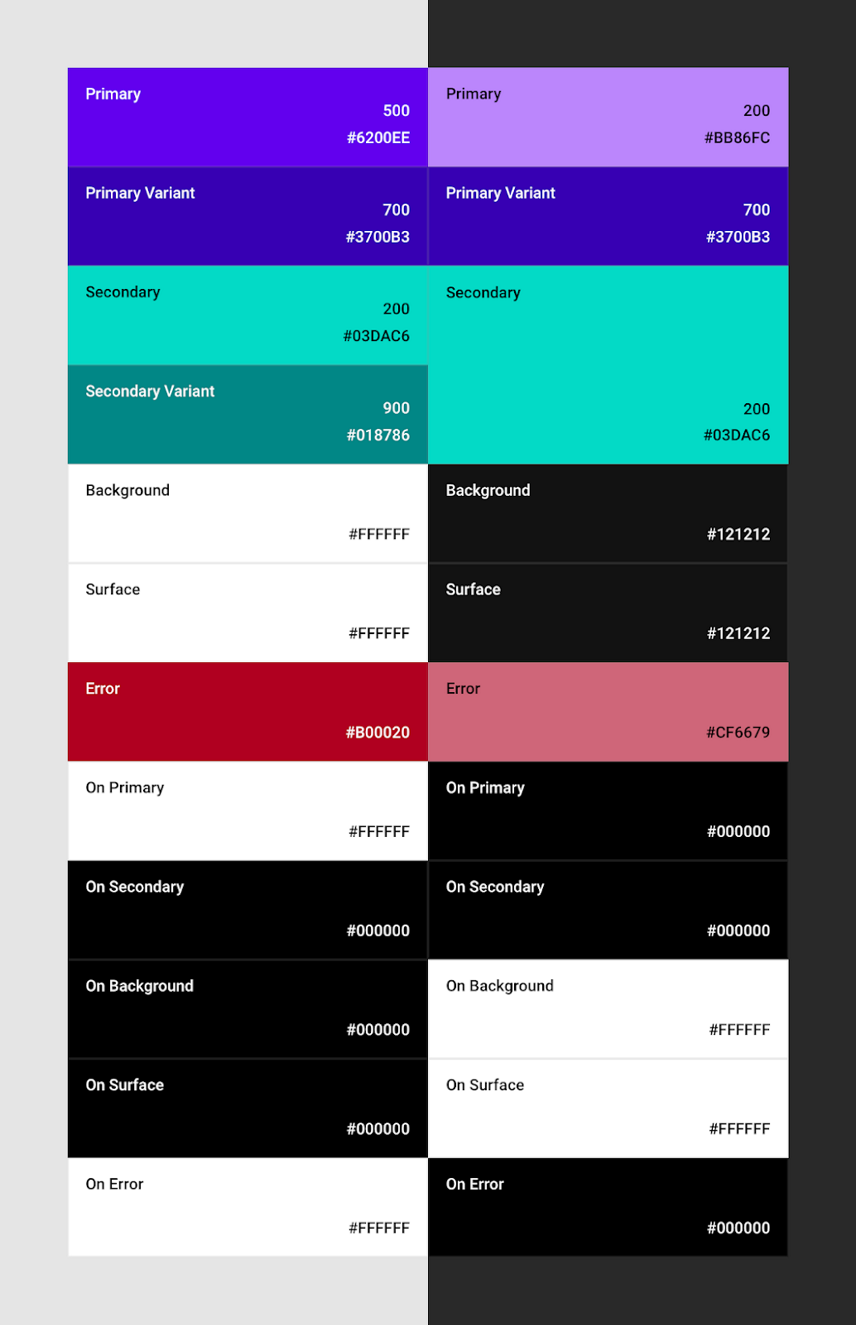 Primary
500
#6200EE
Primary
200
#BB86FC
Primary Variant
700
#3700B3
Primary Variant
700
#3700B3
Secondary
200
#03DAC6
Secondary
200
#03DAC6
Secondary Variant
900
#018786
Background
#FFFFFF
Background
#121212
Surface
#FFFFFF
Surface
#121212
Error
#B00020
Error
#CF6679
On Primary
#FFFFFF
On Primary
#000000
On Secondary
#000000
On Secondary
#000000
On Background
#000000
On Background
#FFFFFF
On Surface
#000000
On Surface
#FFFFFF
On Error
#FFFFFF
On Error
#000000